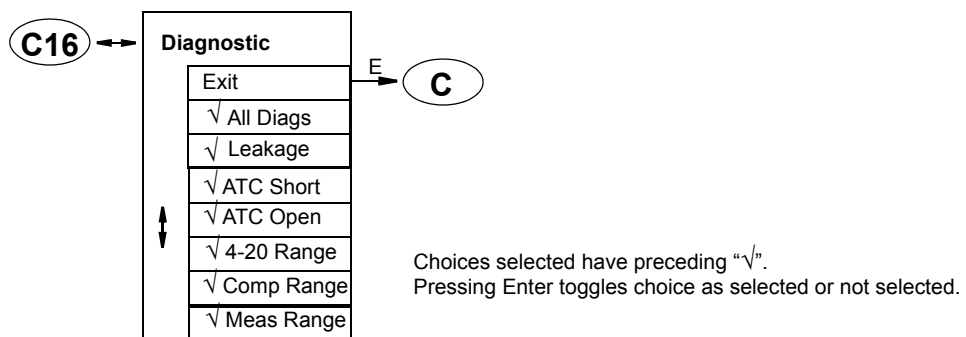 C16
Diagnostic
E
Exit
C
√ All Diags
√ Leakage
√ ATC Short
√ ATC Open
√ 4-20 Range
√ Comp Range
√ Meas Range
Choices selected have preceding “√”.
Pressing Enter toggles choice as selected or not selected.